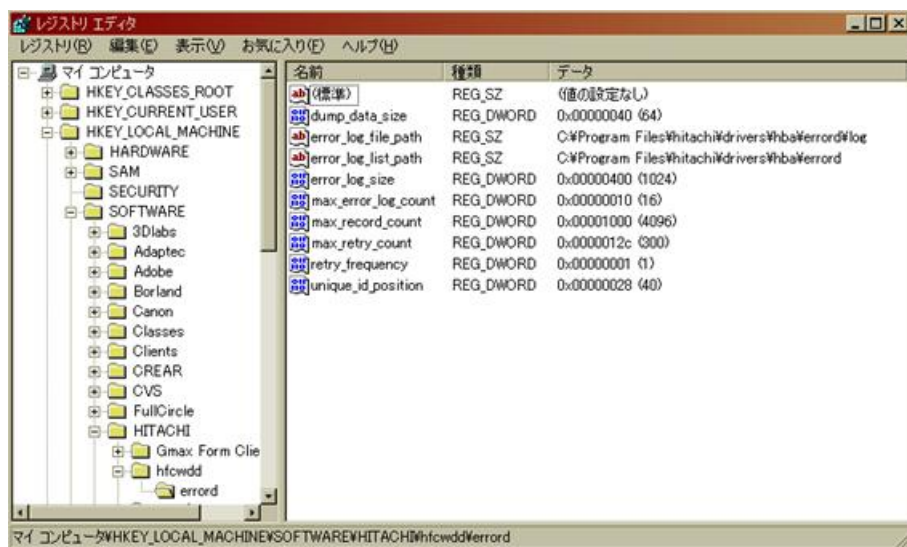 レジストリ エディタ
レジストリ(R) 編集(E) 表示(V) お気に入り(F) ヘルプ(H)
マイ コンピュータ
HKEY_CLASSES_ROOT
HKEY_CURRENT_USER
HKEY_LOCAL_MACHINE
HARDWARE
SAM
SECURITY
SOFTWARE
3Dlabs
Adaptec
Adobe
Borland
Canon
Classes
Clients
CREAR
CVS
FullCircle
HITACHI
Gmax Form Clie
hfcwdd
errord
名前 種類 データ
(標準) REG_SZ (値の設定なし)
dump_data_size REG_DWORD 0x00000040 (64)
error_log_file_path REG_SZ C:¥Program Files¥hitachi¥drivers¥hba¥errord¥log
error_log_list_path REG_SZ C:¥Program Files¥hitachi¥drivers¥hba¥errord
error_log_size REG_DWORD 0x00000400 (1024)
max_error_log_count REG_DWORD 0x00000010 (16)
max_record_count REG_DWORD 0x00001000 (4096)
max_retry_count REG_DWORD 0x0000012c (300)
retry_frequency REG_DWORD 0x00000001 (1)
unique_id_position REG_DWORD 0x00000028 (40)
マイ コンピュータ¥HKEY_LOCAL_MACHINE¥SOFTWARE¥HITACHI¥hfcwdd¥errord